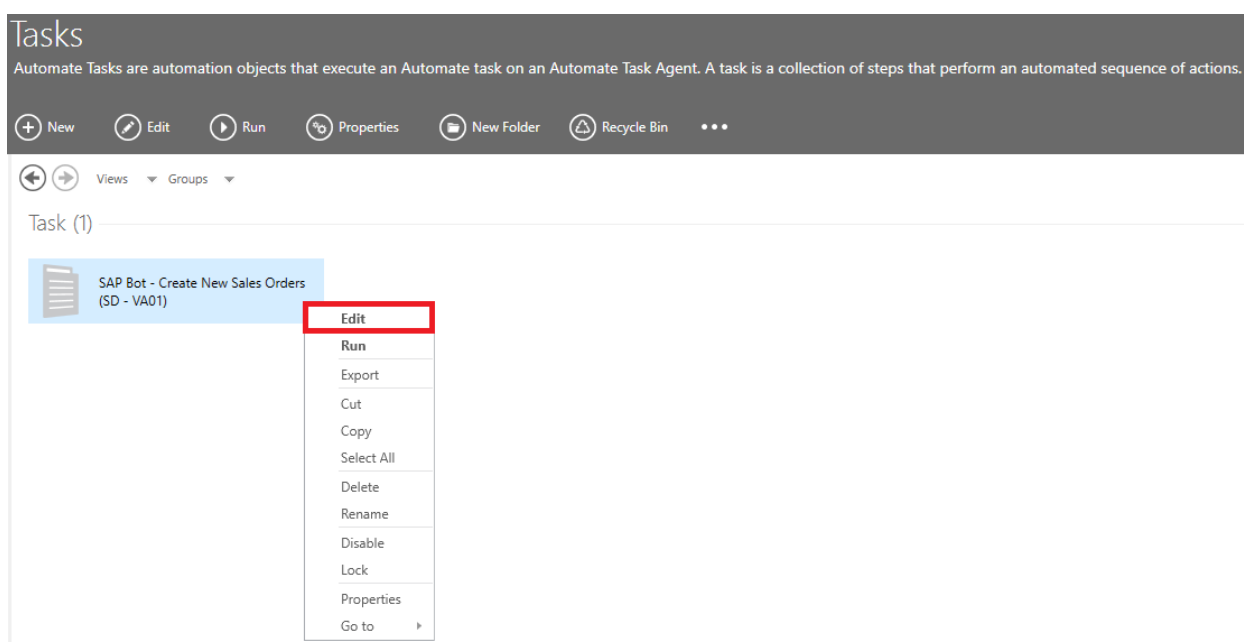 Tasks
Automate Tasks are automation objects that execute an Automate task on an Automate Task Agent. A task is a collection of steps that perform an automated sequence of actions.
New Edit Run Properties New Folder Recycle Bin
Views Groups
Task (1)
SAP Bot - Create New Sales Orders
(SD - VA01)
Edit
Run
Export
Cut
Copy
Select All
Delete
Rename
Disable
Lock
Properties
Go to